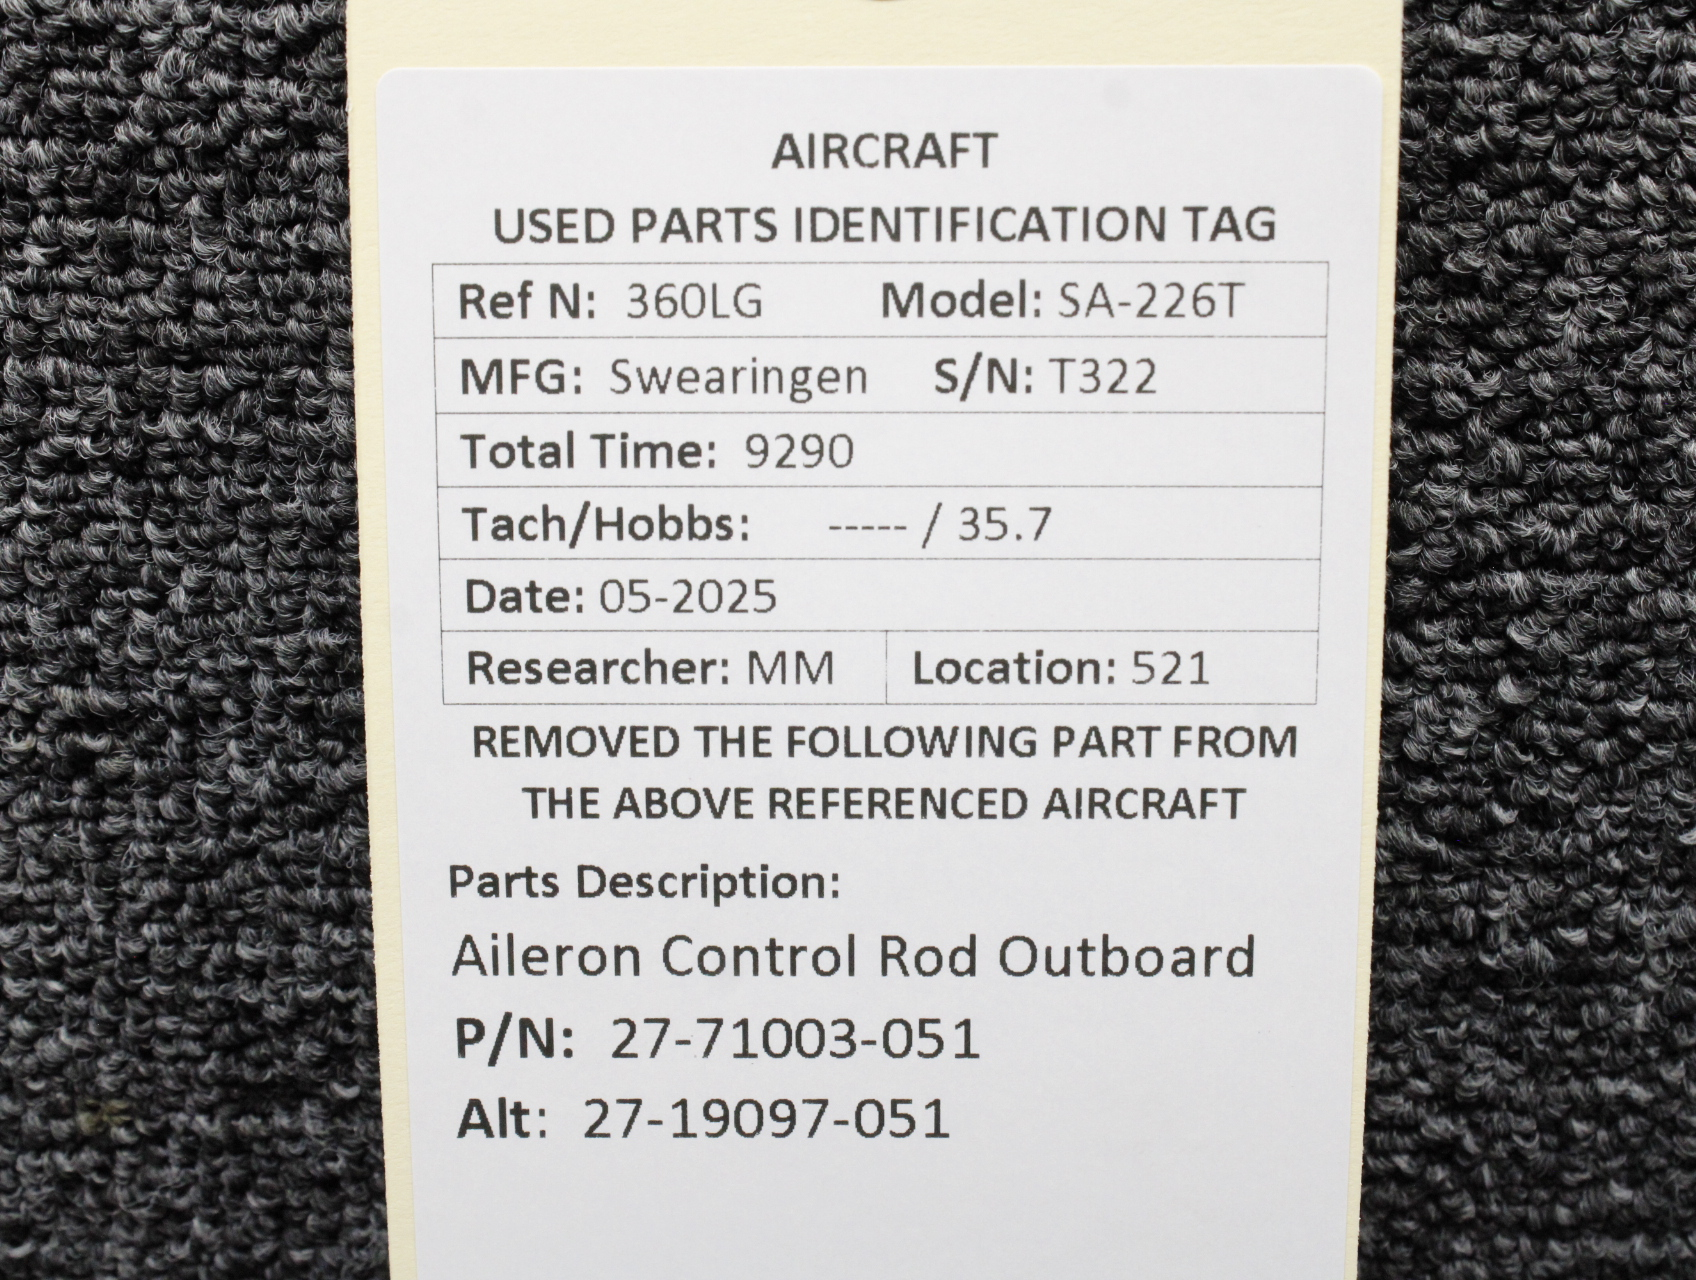 AIRCRAFT
USED PARTS IDENTIFICATION TAG
Ref N: 360LG Model: SA-226T
MFG: Swearingen S/N: T322
Total Time: 9290
Tach/Hobbs: ----- / 35.7
Date: 05-2025
Researcher: MM Location: 521
REMOVED THE FOLLOWING PART FROM
THE ABOVE REFERENCED AIRCRAFT
Parts Description:
Aileron Control Rod Outboard
P/N: 27-71003-051
Alt: 27-19097-051